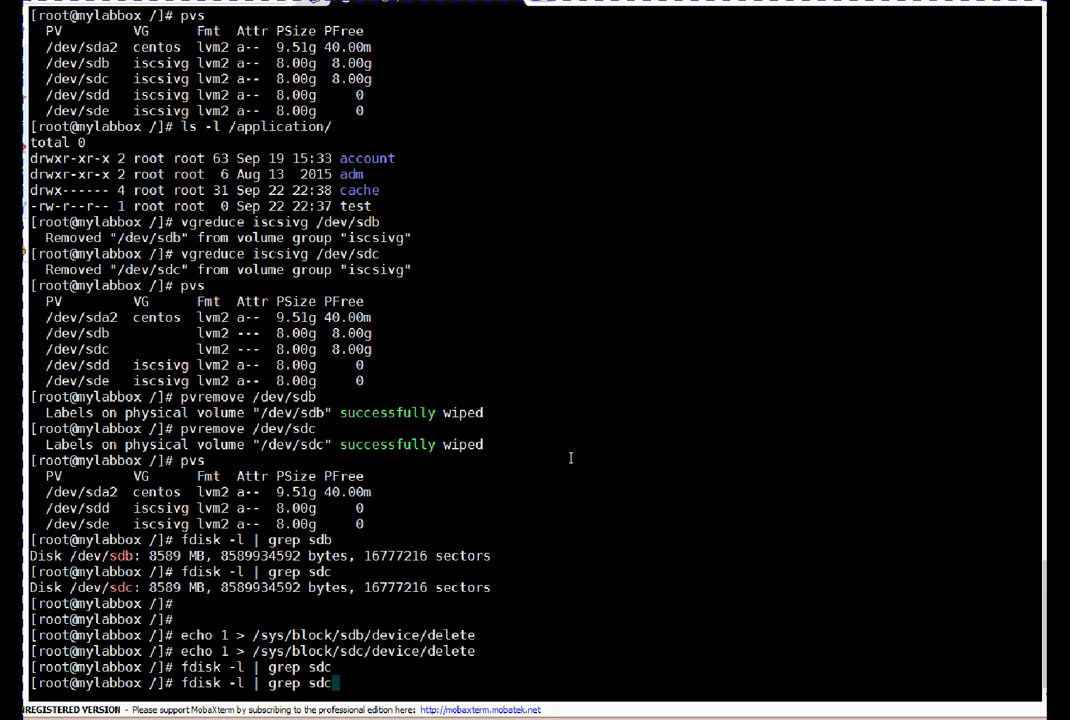 [root@mylabbox /]# pvs
  PV         VG      Fmt  Attr PSize PFree
  /dev/sda2  centos  lvm2 a--  9.51g 40.00m
  /dev/sdb   iscsivg lvm2 a--  8.00g  8.00g
  /dev/sdc   iscsivg lvm2 a--  8.00g  8.00g
  /dev/sdd   iscsivg lvm2 a--  8.00g     0
  /dev/sde   iscsivg lvm2 a--  8.00g     0
[root@mylabbox /]# ls -l /application/
total 0
drwxr-xr-x 2 root root 63 Sep 19 15:33 account
drwxr-xr-x 2 root root  6 Aug 13  2015 adm
drwx------ 4 root root 31 Sep 22 22:38 cache
-rw-r--r-- 1 root root  0 Sep 22 22:37 test
[root@mylabbox /]# vgreduce iscsivg /dev/sdb
  Removed "/dev/sdb" from volume group "iscsivg"
[root@mylabbox /]# vgreduce iscsivg /dev/sdc
  Removed "/dev/sdc" from volume group "iscsivg"
[root@mylabbox /]# pvs
  PV         VG      Fmt  Attr PSize PFree
  /dev/sda2  centos  lvm2 a--  9.51g 40.00m
  /dev/sdb           lvm2 ---  8.00g  8.00g
  /dev/sdc           lvm2 ---  8.00g  8.00g
  /dev/sdd   iscsivg lvm2 a--  8.00g     0
  /dev/sde   iscsivg lvm2 a--  8.00g     0
[root@mylabbox /]# pvremove /dev/sdb
  Labels on physical volume "/dev/sdb" successfully wiped
[root@mylabbox /]# pvremove /dev/sdc
  Labels on physical volume "/dev/sdc" successfully wiped
[root@mylabbox /]# pvs
  PV         VG      Fmt  Attr PSize PFree
  /dev/sda2  centos  lvm2 a--  9.51g 40.00m
  /dev/sdd   iscsivg lvm2 a--  8.00g     0
  /dev/sde   iscsivg lvm2 a--  8.00g     0
[root@mylabbox /]# fdisk -l | grep sdb
Disk /dev/sdb: 8589 MB, 8589934592 bytes, 16777216 sectors
[root@mylabbox /]# fdisk -l | grep sdc
Disk /dev/sdc: 8589 MB, 8589934592 bytes, 16777216 sectors
[root@mylabbox /]#
[root@mylabbox /]#
[root@mylabbox /]# echo 1 > /sys/block/sdb/device/delete
[root@mylabbox /]# echo 1 > /sys/block/sdc/device/delete
[root@mylabbox /]# fdisk -l | grep sdc
[root@mylabbox /]# fdisk -l | grep sdc
NREGISTERED VERSION - Please support MobaXterm by subscribing to the professional edition here: http://mobaxterm.mobatek.net